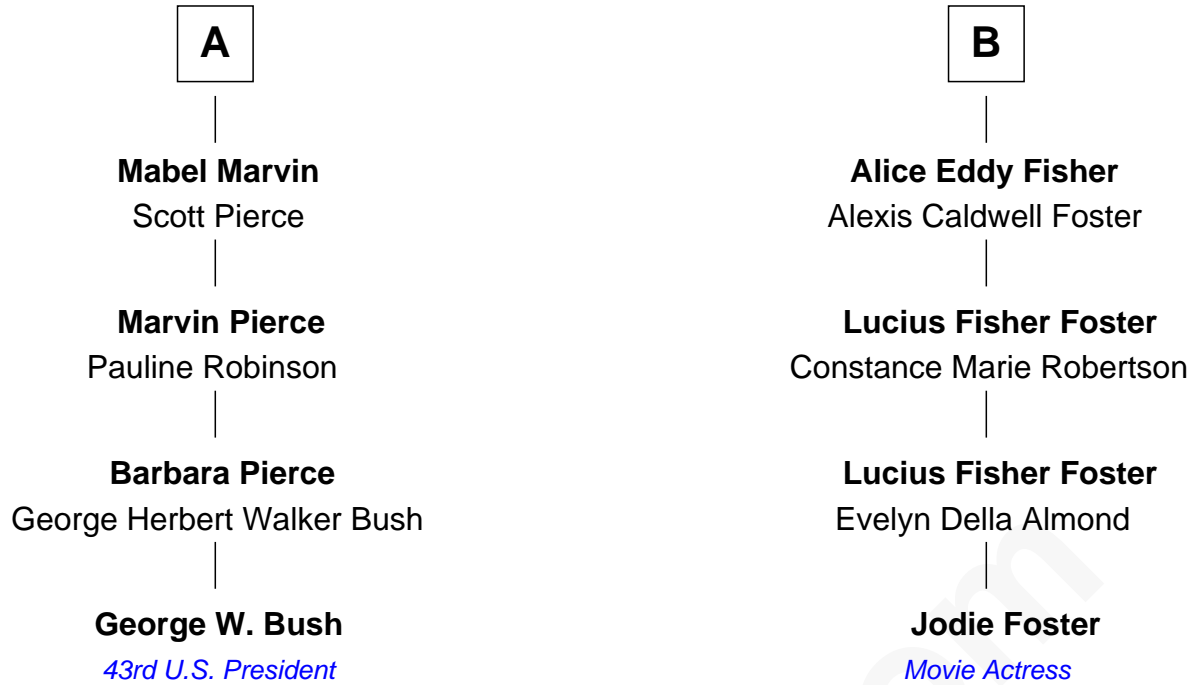 A
B
Mabel Marvin
Scott Pierce
Alice Eddy Fisher
Alexis Caldwell Foster
Marvin Pierce
Pauline Robinson
Lucius Fisher Foster
Constance Marie Robertson
Barbara Pierce
George Herbert Walker Bush
Lucius Fisher Foster
Evelyn Della Almond
George W. Bush
43rd U.S. President
Jodie Foster
Movie Actress